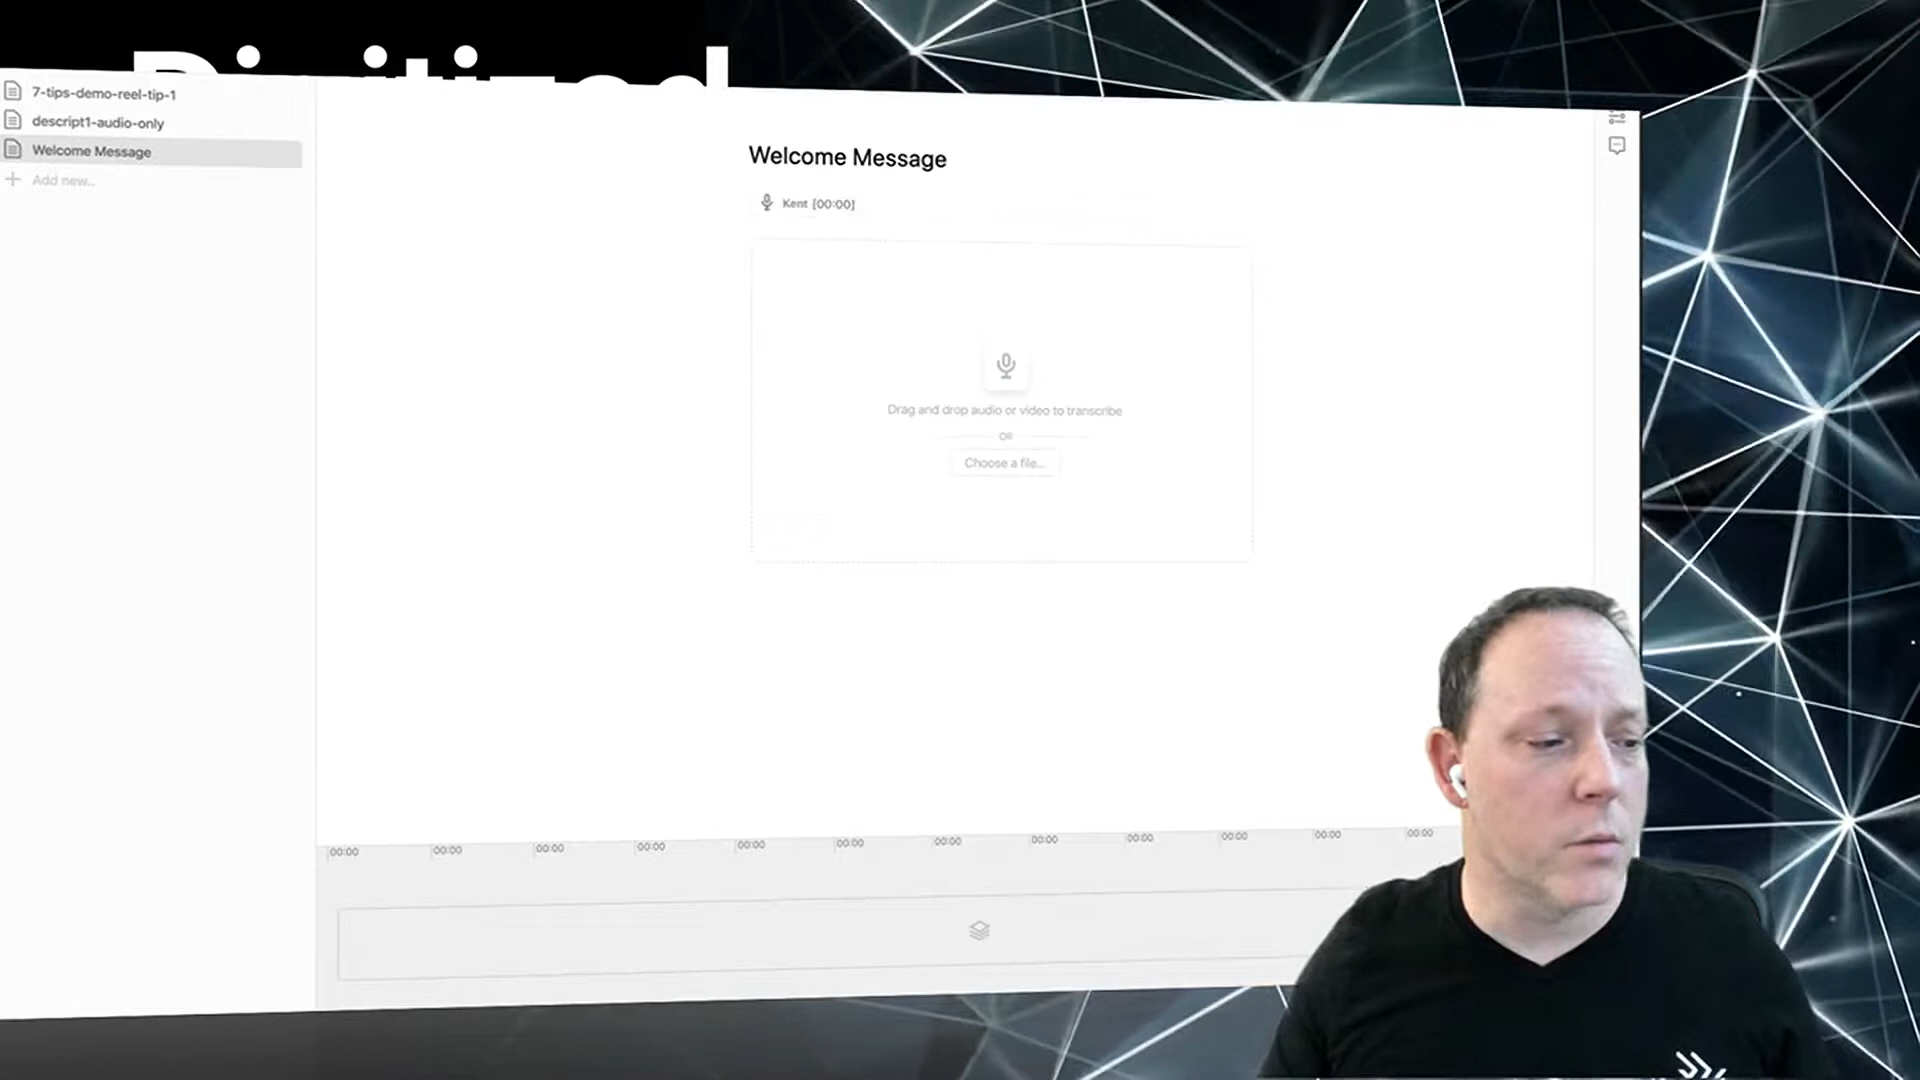 Digitized
7-tips-demo-reel-tip-1
descript1-audio-only
Welcome Message
Add new...
Welcome Message
Kent [00:00]
Drag and drop audio or video to transcribe
OR
Choose a file...
00:00 00:00 00:00 00:00 00:00 00:00 00:00 00:00 00:00 00:00 00:00 00:00